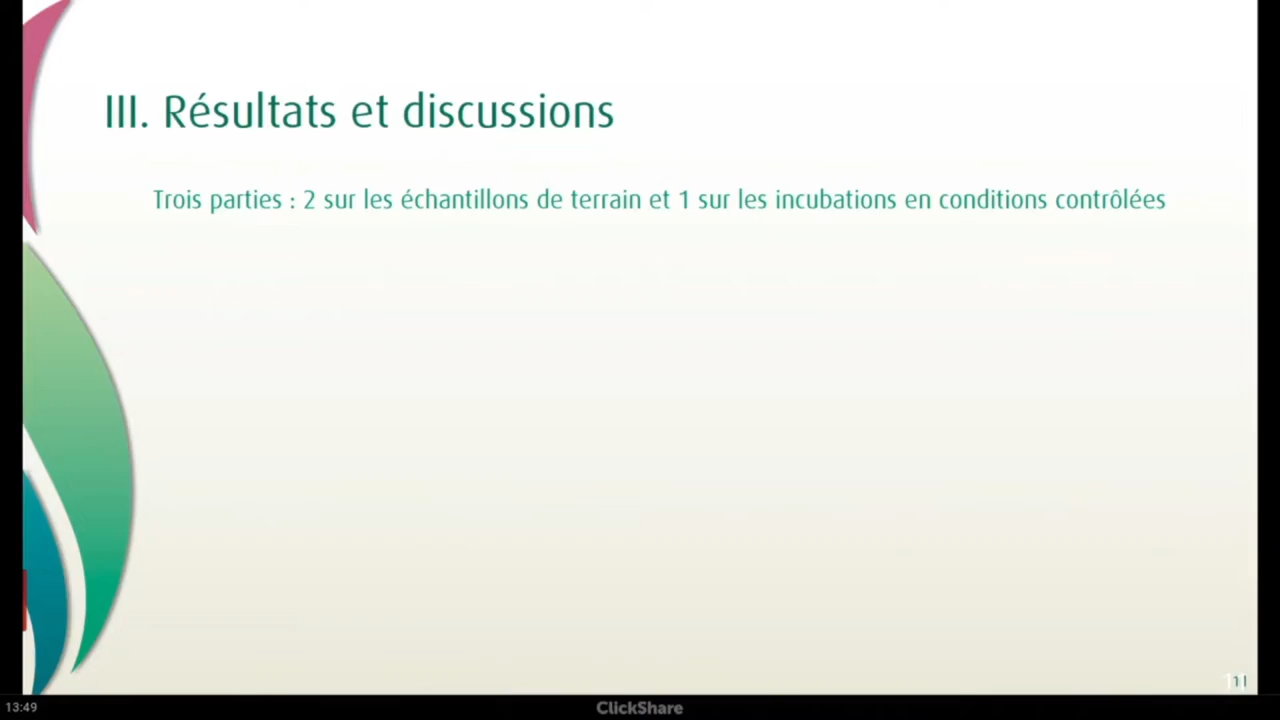 III. Résultats et discussions
Trois parties : 2 sur les échantillons de terrain et 1 sur les incubations en conditions contrôlées
11
13:49
ClickShare